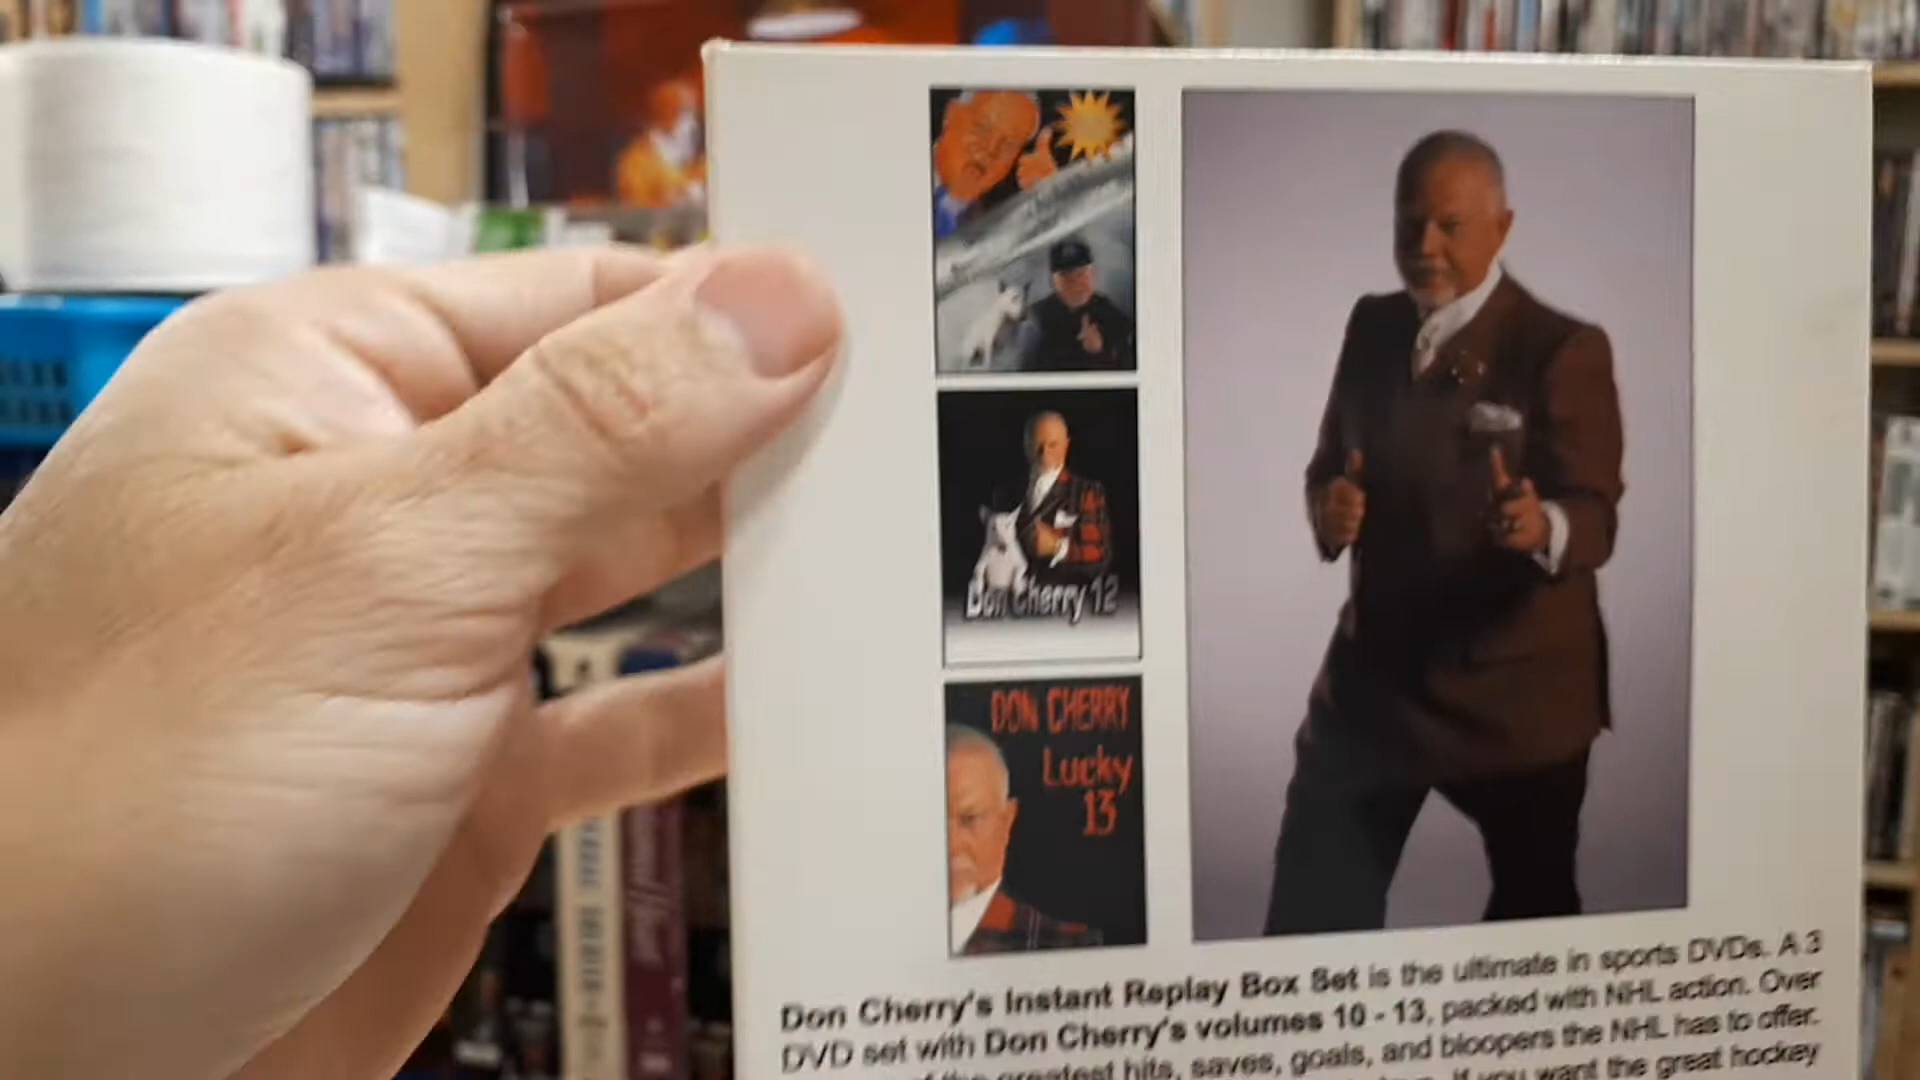 Don Cherry 12
DON CHERRY
Lucky
13
Don Cherry's Instant Replay Box Set is the ultimate in sports DVDs. A 3
DVD set with Don Cherry's volumes 10 - 13, packed with NHL action. Over
of the greatest hits, saves, goals, and bloopers the NHL has to offer.
If you want the great hockey